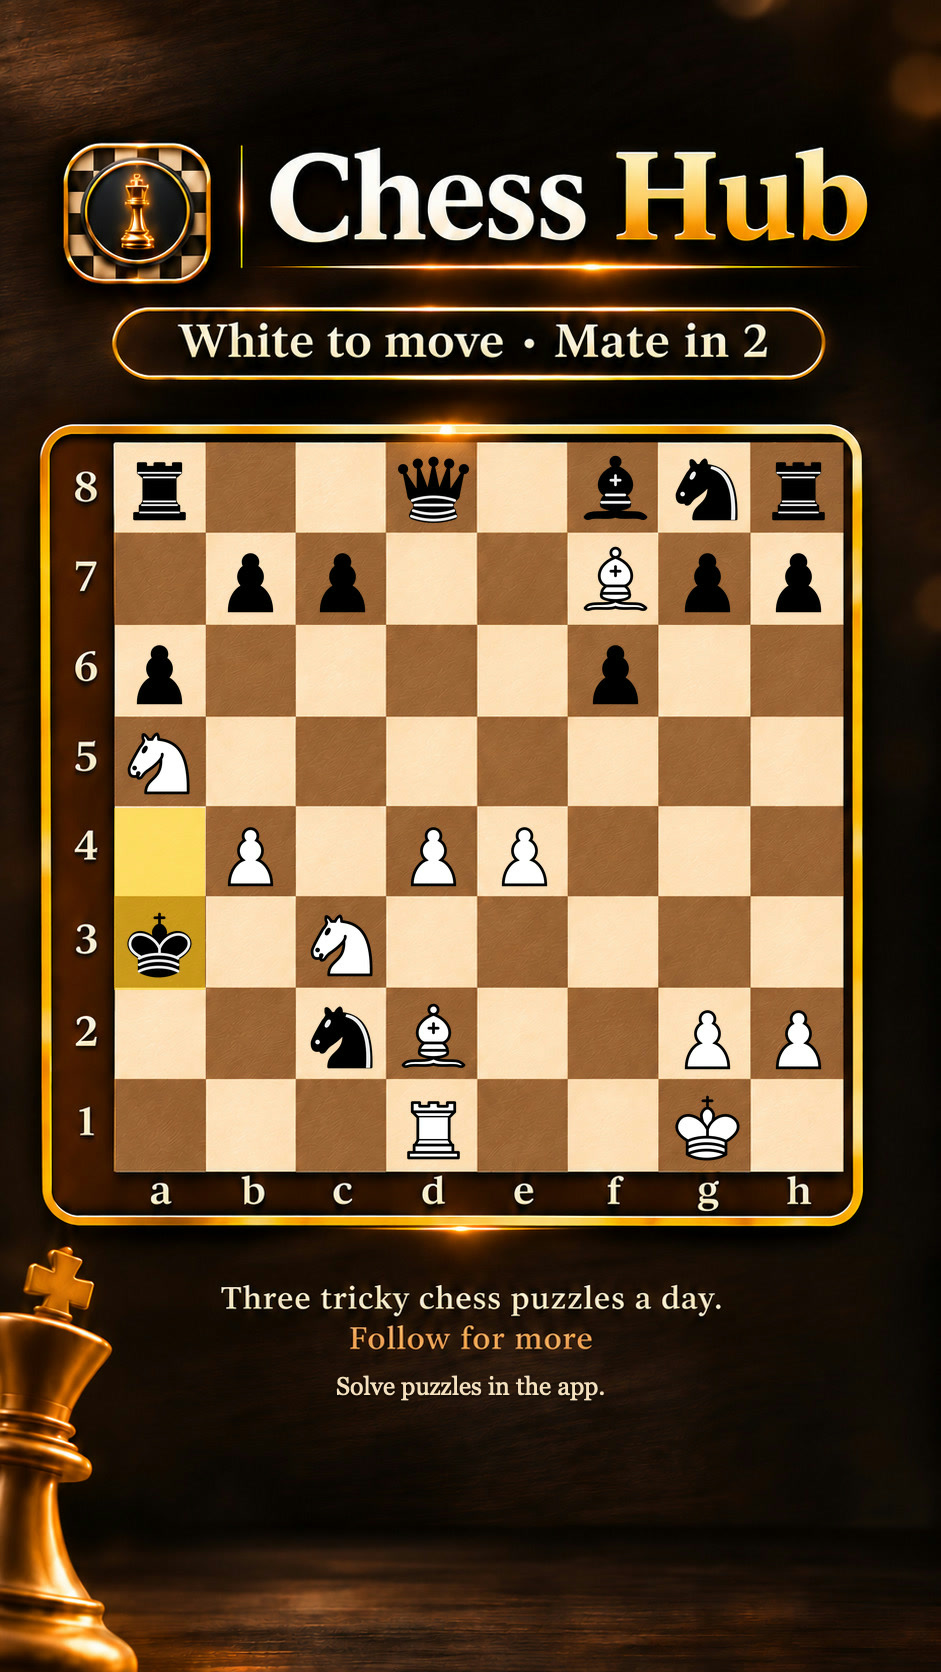 Chess Hub
White to move • Mate in 2
8
7
6
5
4
3
2
1
a b c d e f g h
Three tricky chess puzzles a day.
Follow for more
Solve puzzles in the app.